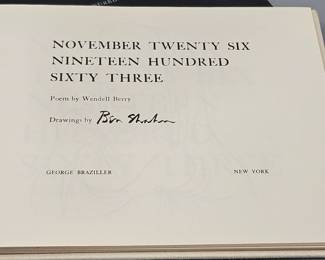 NOVEMBER TWENTY SIX
NINETEEN HUNDRED
SIXTY THREE
Poem by Wendell Berry
Drawings by Ben Shahn
GEORGE BRAZILLER NEW YORK